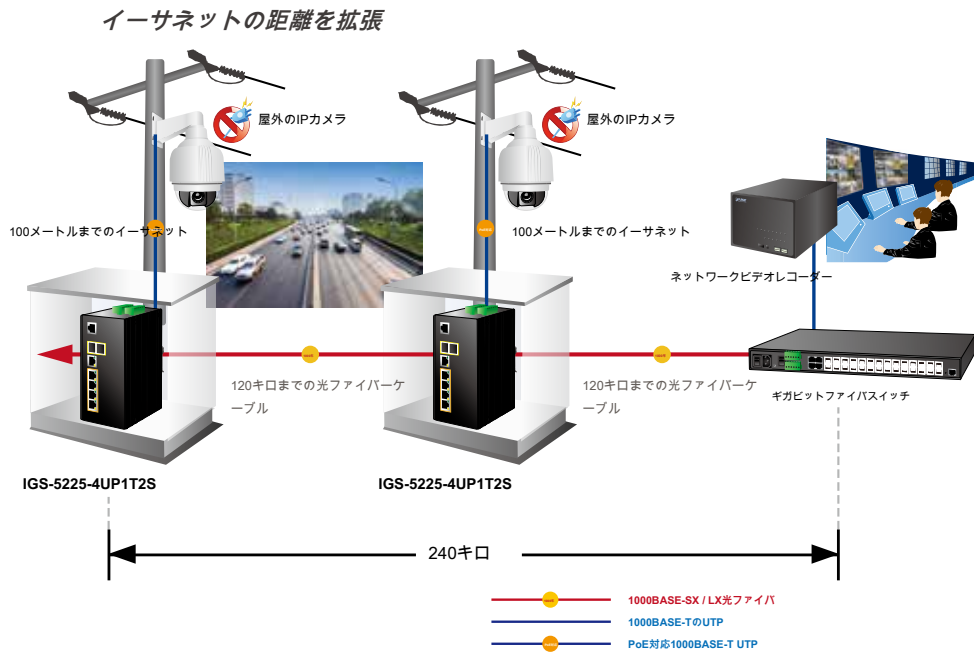 イーサネットの距離を拡張
屋外のIPカメラ
屋外のIPカメラ
100メートルまでのイーサネット
100メートルまでのイーサネット
ネットワークビデオレコーダー
120キロまでの光ファイバーケ
ーブル
120キロまでの光ファイバーケ
ーブル
ギガビットファイバスイッチ
IGS-5225-4UP1T2S
IGS-5225-4UP1T2S
240キロ
1000BASE-SX / LX光ファイバ
1000BASE-TのUTP
PoE対応1000BASE-T UTP